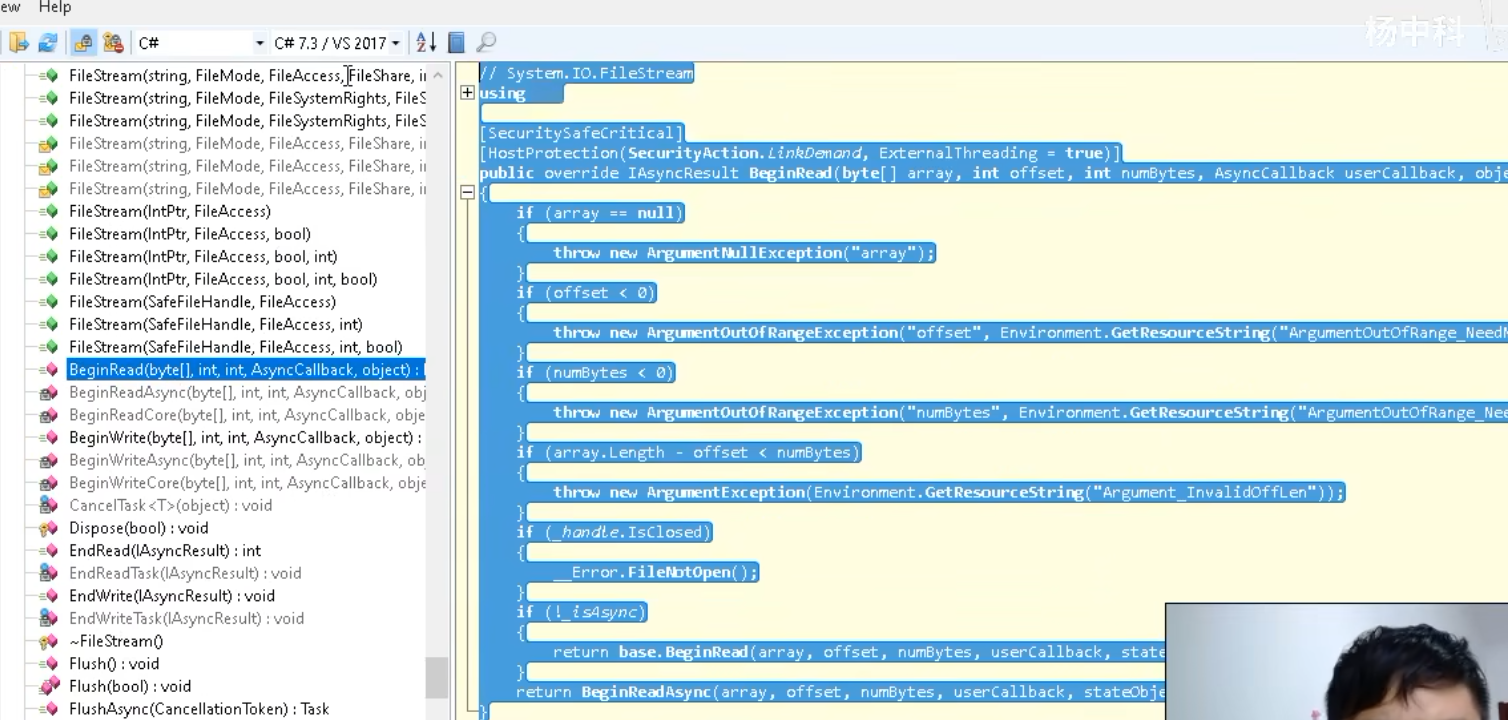 ew Help
C# C# 7.3 / VS 2017
杨中科
FileStream(string, FileMode, FileAccess, FileShare, in
FileStream(string, FileMode, FileSystemRights, FileS
FileStream(string, FileMode, FileSystemRights, FileS
FileStream(string, FileMode, FileAccess, FileShare, in
FileStream(string, FileMode, FileAccess, FileShare, in
FileStream(string, FileMode, FileAccess, FileShare, in
FileStream(IntPtr, FileAccess)
FileStream(IntPtr, FileAccess, bool)
FileStream(IntPtr, FileAccess, bool, int)
FileStream(IntPtr, FileAccess, bool, int, bool)
FileStream(SafeFileHandle, FileAccess)
FileStream(SafeFileHandle, FileAccess, int)
FileStream(SafeFileHandle, FileAccess, int, bool)
BeginRead(byte[], int, int, AsyncCallback, object) :
BeginReadAsync(byte[], int, int, AsyncCallback, obj
BeginReadCore(byte[], int, int, AsyncCallback, obje
BeginWrite(byte[], int, int, AsyncCallback, object) :
BeginWriteAsync(byte[], int, int, AsyncCallback, ob
BeginWriteCore(byte[], int, int, AsyncCallback, obje
CancelTask<T>(object) : void
Dispose(bool) : void
EndRead(IAsyncResult) : int
EndReadTask(IAsyncResult) : void
EndWrite(IAsyncResult) : void
EndWriteTask(IAsyncResult) : void
~FileStream()
Flush() : void
Flush(bool) : void
FlushAsync(CancellationToken) : Task
// System.IO.FileStream
using
[SecuritySafeCritical]
[HostProtection(SecurityAction.LinkDemand, ExternalThreading = true)]
public override IAsyncResult BeginRead(byte[] array, int offset, int numBytes, AsyncCallback userCallback, obje
{
if (array == null)
{
throw new ArgumentNullException("array");
}
if (offset < 0)
{
throw new ArgumentOutOfRangeException("offset", Environment.GetResourceString("ArgumentOutOfRange_NeedN
}
if (numBytes < 0)
{
throw new ArgumentOutOfRangeException("numBytes", Environment.GetResourceString("ArgumentOutOfRange_Nee
}
if (array.Length - offset < numBytes)
{
throw new ArgumentException(Environment.GetResourceString("Argument_InvalidOffLen"));
}
if (_handle.IsClosed)
{
__Error.FileNotOpen();
}
if (!_isAsync)
{
return base.BeginRead(array, offset, numBytes, userCallback, state
}
return BeginReadAsync(array, offset, numBytes, userCallback, stateObje
}